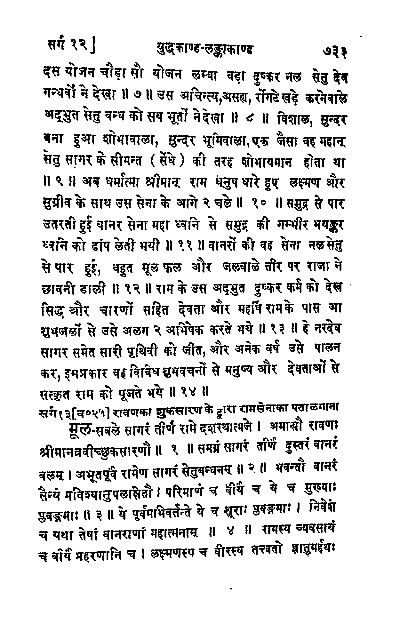 सर्ग १२] युद्धकाण्ड-लङ्काकाण्ड ७३३
दस योजन चौड़ा सौ योजन लम्बा बड़ा दुष्कर नल सेतु देव
गन्धर्वों ने देखा ॥ ७ ॥ उस अचिन्त्य, असह्य, रोंगटे खड़े करनेवाले
अद्भुत सेतु बन्ध को सब भूतों ने देखा ॥ ८ ॥ विशाल, सुन्दर
बना हुआ शोभावाला, सुन्दर भूमिवाला, एक जैसा वह महान्
सेतु सागर के सीमन्त (सेंधे) की तरह शोभायमान होता था
॥ ९ ॥ अब धर्मात्मा श्रीमान् राम धनुष धारे हुए लक्ष्मण और
सुग्रीव के साथ उस सेना के आगे २ चले ॥ १० ॥ समुद्र से पार
उतरती हुई वानर सेना महा ध्वनि से समुद्र की गम्भीर भयङ्कर
ध्वनि को ढांप लेती भयी ॥ ११ ॥ वानरों की वह सेना नल सेतु
से पार हुई, बहुत मूल फल और जलवाले तीर पर राजा ने
छावनी डाली ॥ १२ ॥ राम के उस अद्भुत दुष्कर कर्म को देख
सिद्ध और चारणों सहित देवता और महर्षि राम के पास आ
शुभजलों से उसे अलग २ अभिषेक करते भये ॥ १३ ॥ हे नरदेव
सागर समेत सारी पृथिवी को जीत, और अनेक वर्ष उसे पालन
कर, इसप्रकार वह विविध शुभवचनों से मनुष्य और देवताओं से
सत्कृत राम को पूजते भये ॥ १४ ॥
सर्ग १३ [व०२५] रावणका शुकसारण के द्वारा रामसेनाका पता लगाना
मूल-सबले सागरं तीर्णे रामे दशरथात्मजे । अमात्यौ रावणः
श्रीमानब्रवीच्छुकसारणौ ॥ १ ॥ समग्रं सागरं तीर्णं दुस्तरं वानरं
बलम् । अभूतपूर्वं रामेण सागरे सेतुबन्धनम् ॥ २ ॥ भवन्तौ वानरं
सैन्यं प्रविश्यानुपलक्षितौ । परिमाणं च वीर्यं च ये च मुख्याः
प्लवङ्गमाः ॥ ३ ॥ ये पूर्वमभिवर्तन्ते ये च शूराः प्लवङ्गमाः । निवेशं
च यथा तेषां वानराणां महात्मनाम् ॥ ४ ॥ रामस्य व्यवसायं
च वीर्यं प्रहरणानि च । लक्ष्मणस्य च वीरस्य तत्त्वतो ज्ञातुमर्हथः